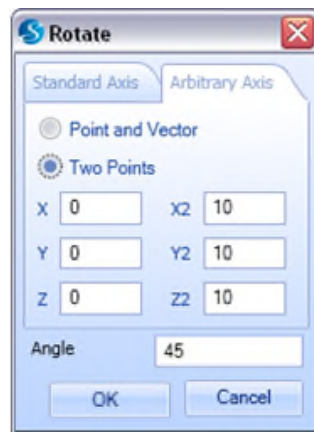 Rotate
Standard Axis Arbitrary Axis
Point and Vector
Two Points
X 0 X2 10
Y 0 Y2 10
Z 0 Z2 10
Angle 45
OK Cancel